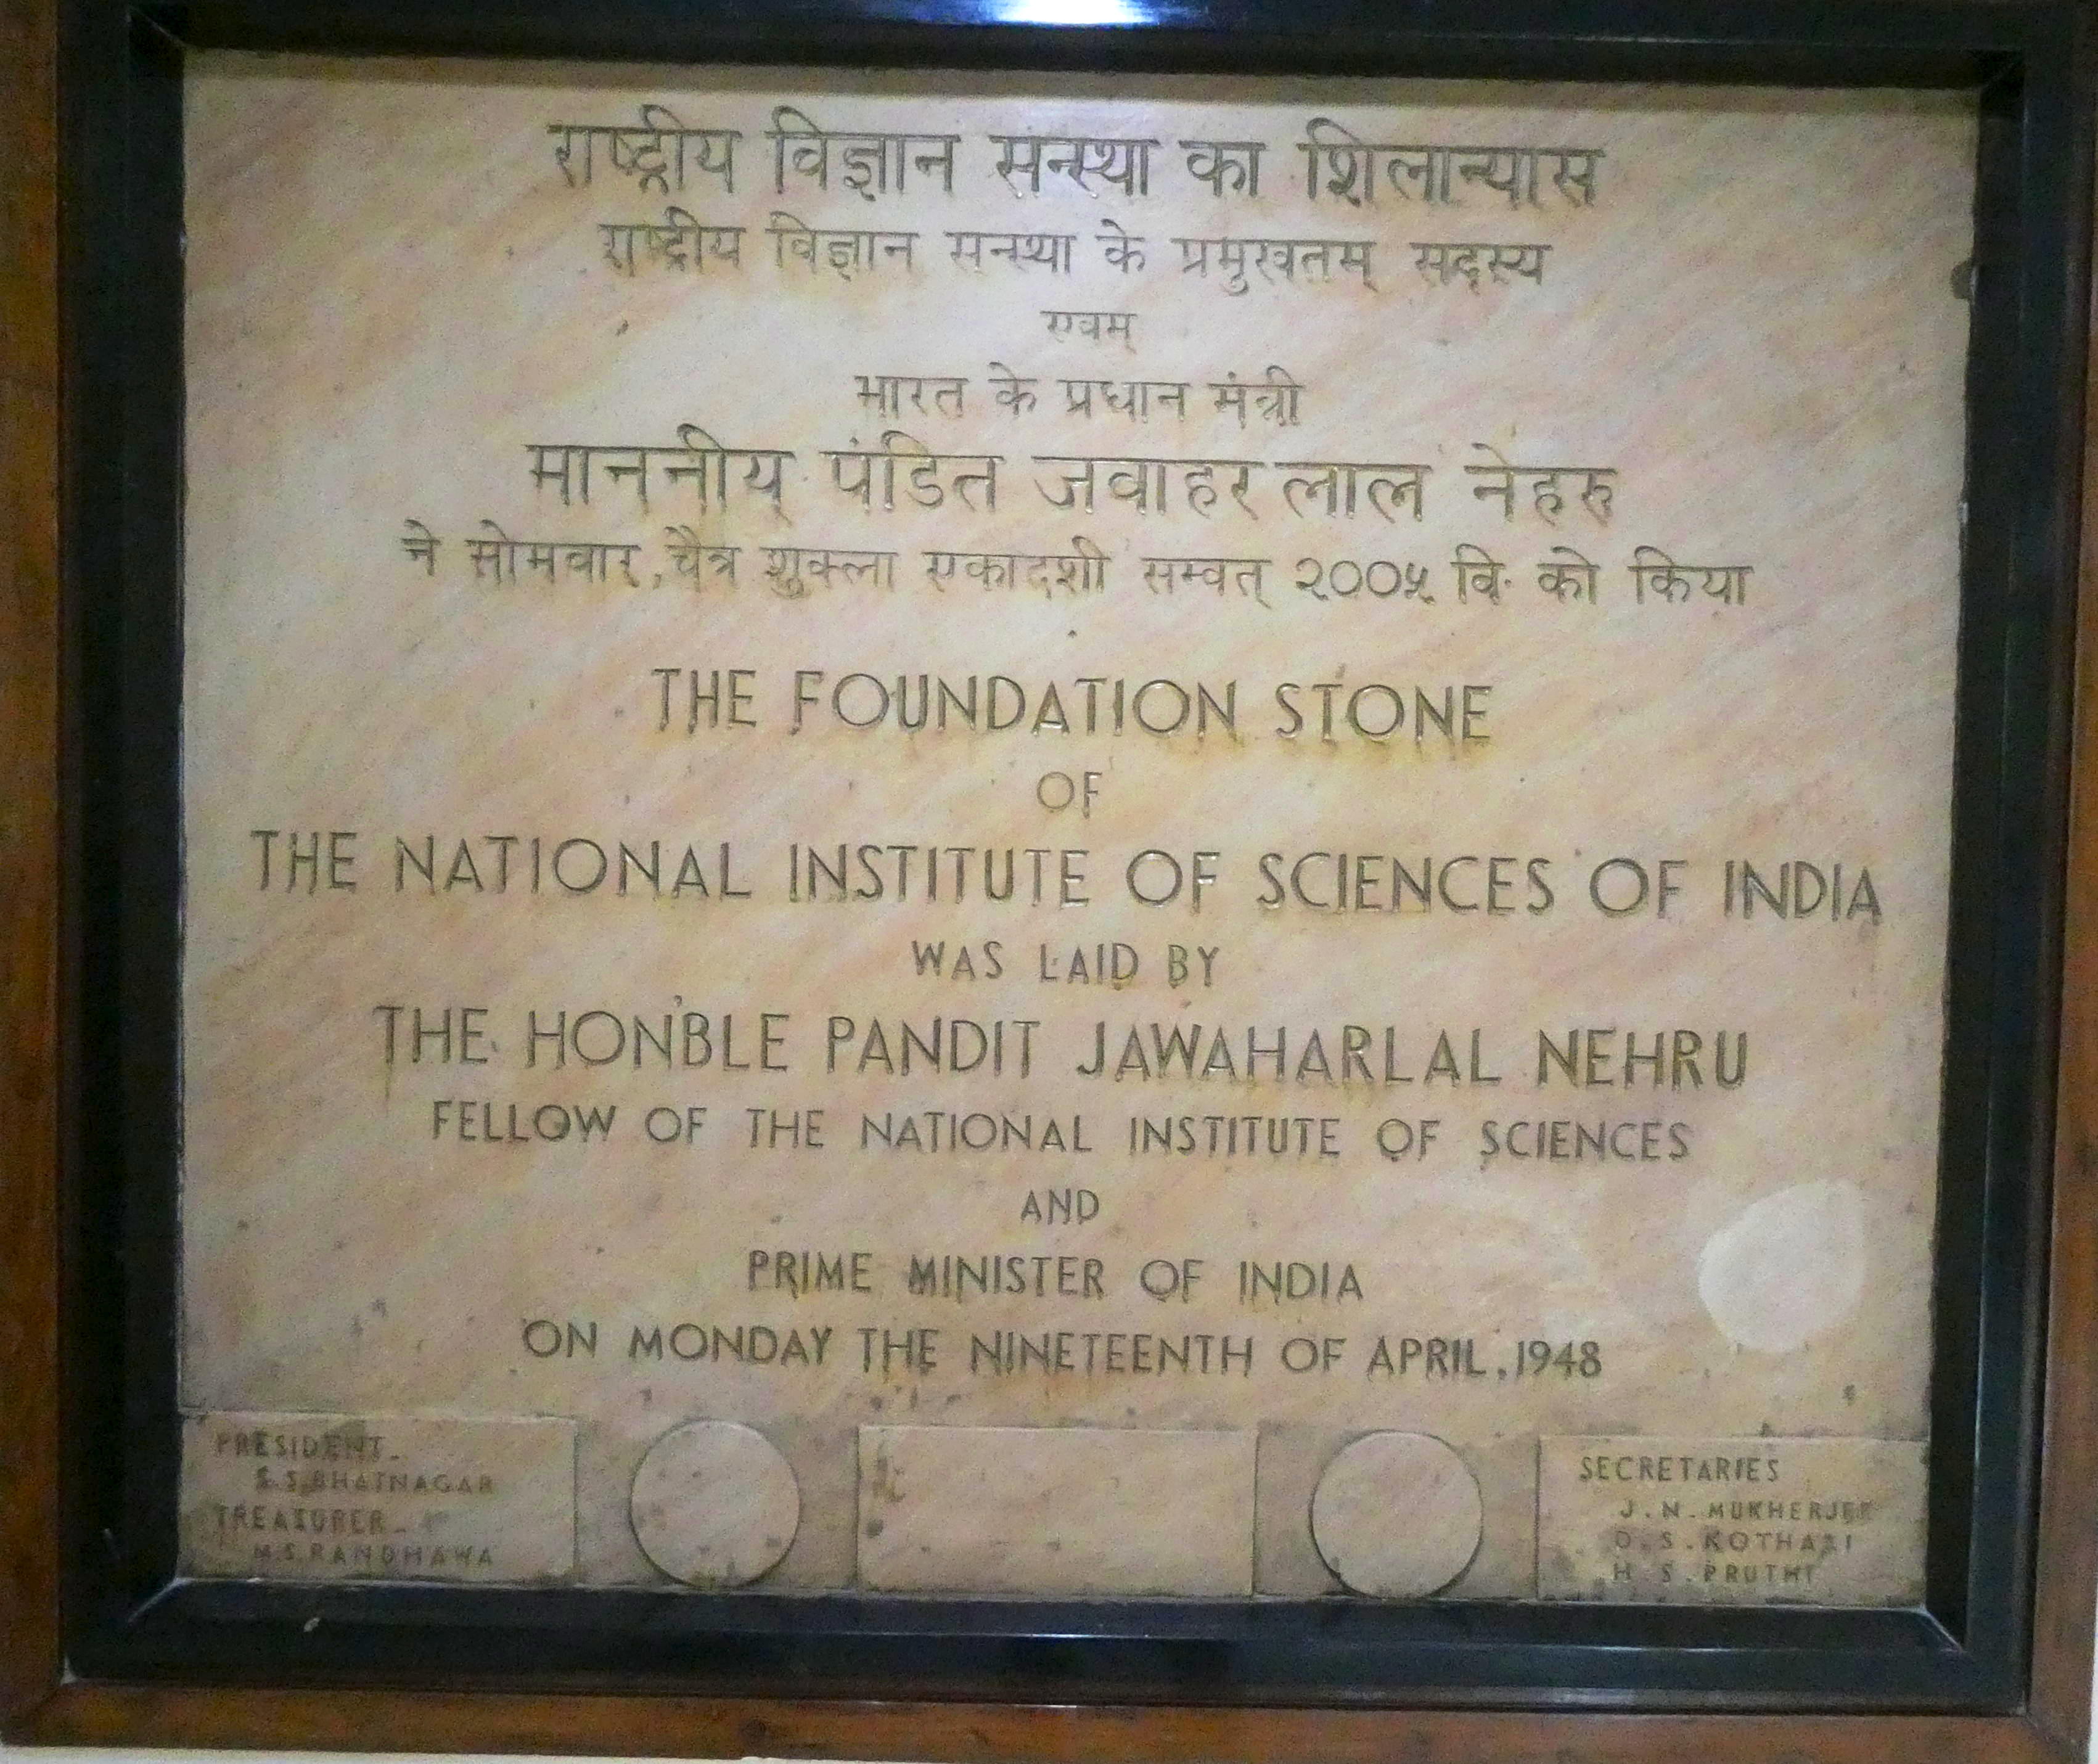 राष्ट्रीय विज्ञान सन्स्था का शिलान्यास
राष्ट्रीय विज्ञान सन्स्था के प्रमुखतम् सदस्य
एवम्
भारत के प्रधान मंत्री
माननीय् पंडित जवाहर लाल नेहरु
ने सोमवार, चैत्र शुक्ला एकादशी सम्वत् २००५ वि. को किया
THE FOUNDATION STONE
OF
THE NATIONAL INSTITUTE OF SCIENCES OF INDIA
WAS LAID BY
THE HON'BLE PANDIT JAWAHARLAL NEHRU
FELLOW OF THE NATIONAL INSTITUTE OF SCIENCES
AND
PRIME MINISTER OF INDIA
ON MONDAY THE NINETEENTH OF APRIL, 1948
PRESIDENT-
S.S.BHATNAGAR
TREASURER-
M.S.RANDHAWA
SECRETARIES
J.N.MUKHERJEE
D.S.KOTHARI
H.S.PRUTHI